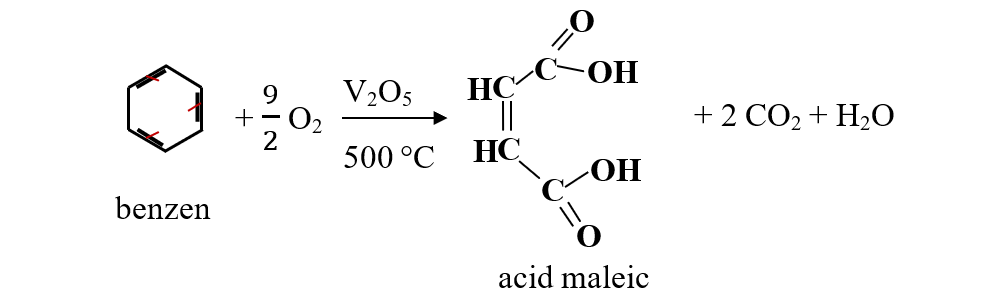 O
C OH
HC
+ 9/2 O₂ V₂O₅ 500 °C
+ 2 CO₂ + H₂O
HC
C OH
O
benzen
acid maleic